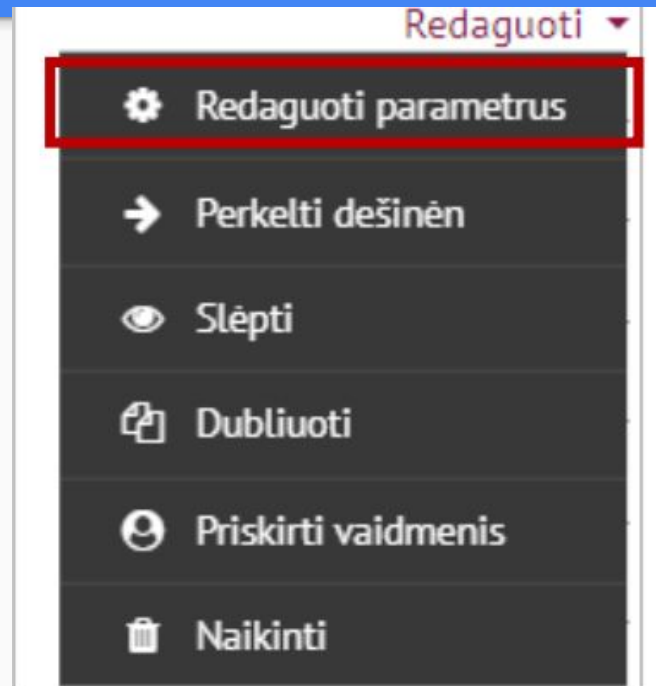 Redaguoti
Redaguoti parametrus
Perkelti dešinėn
Slėpti
Dubliuoti
Priskirti vaidmenis
Naikinti